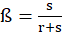 ß = s/(r+s)